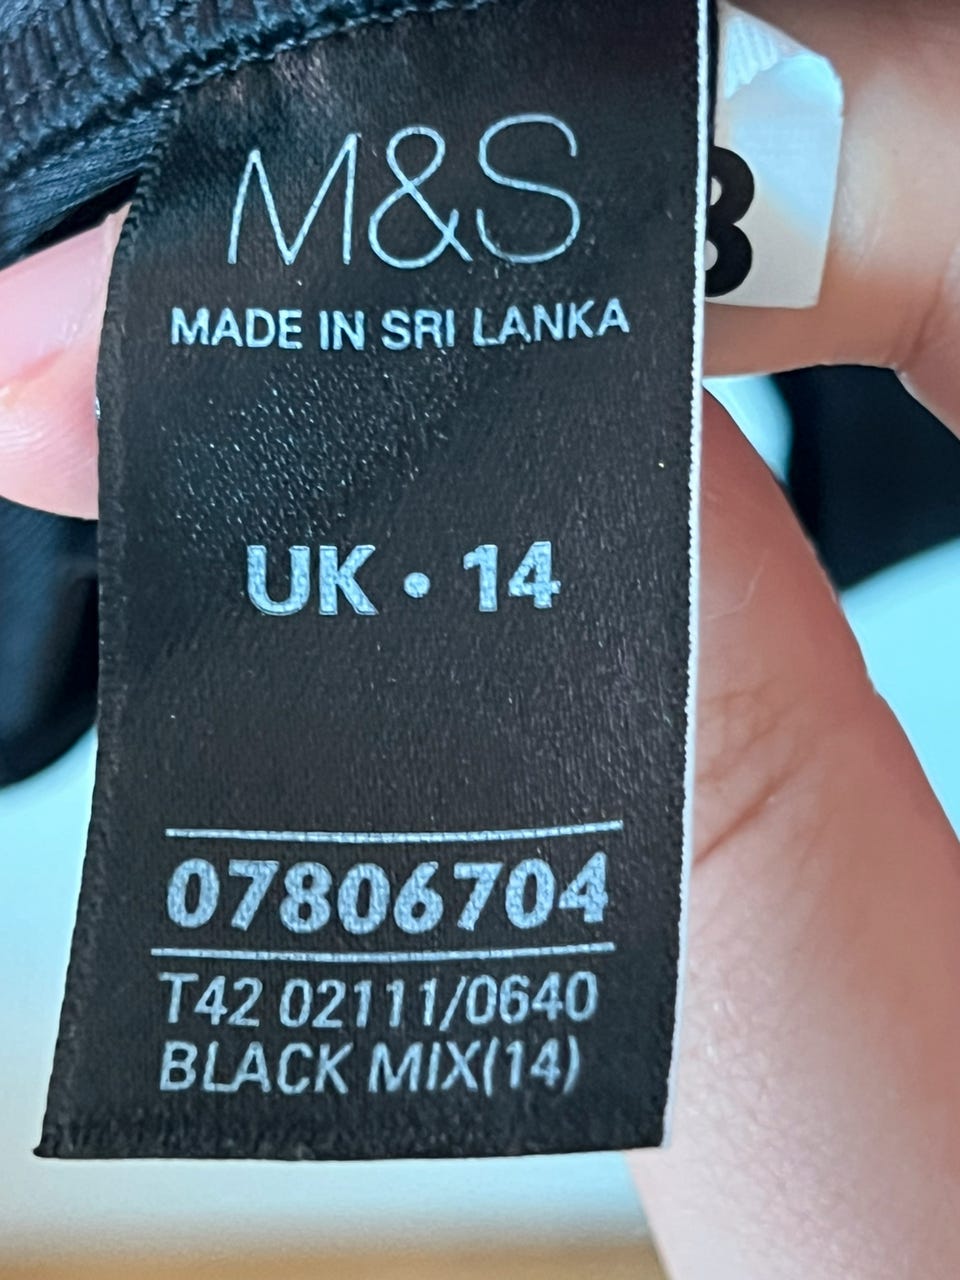 M&S
MADE IN SRI LANKA
UK • 14
07806704
T42 02111/0640
BLACK MIX(14)